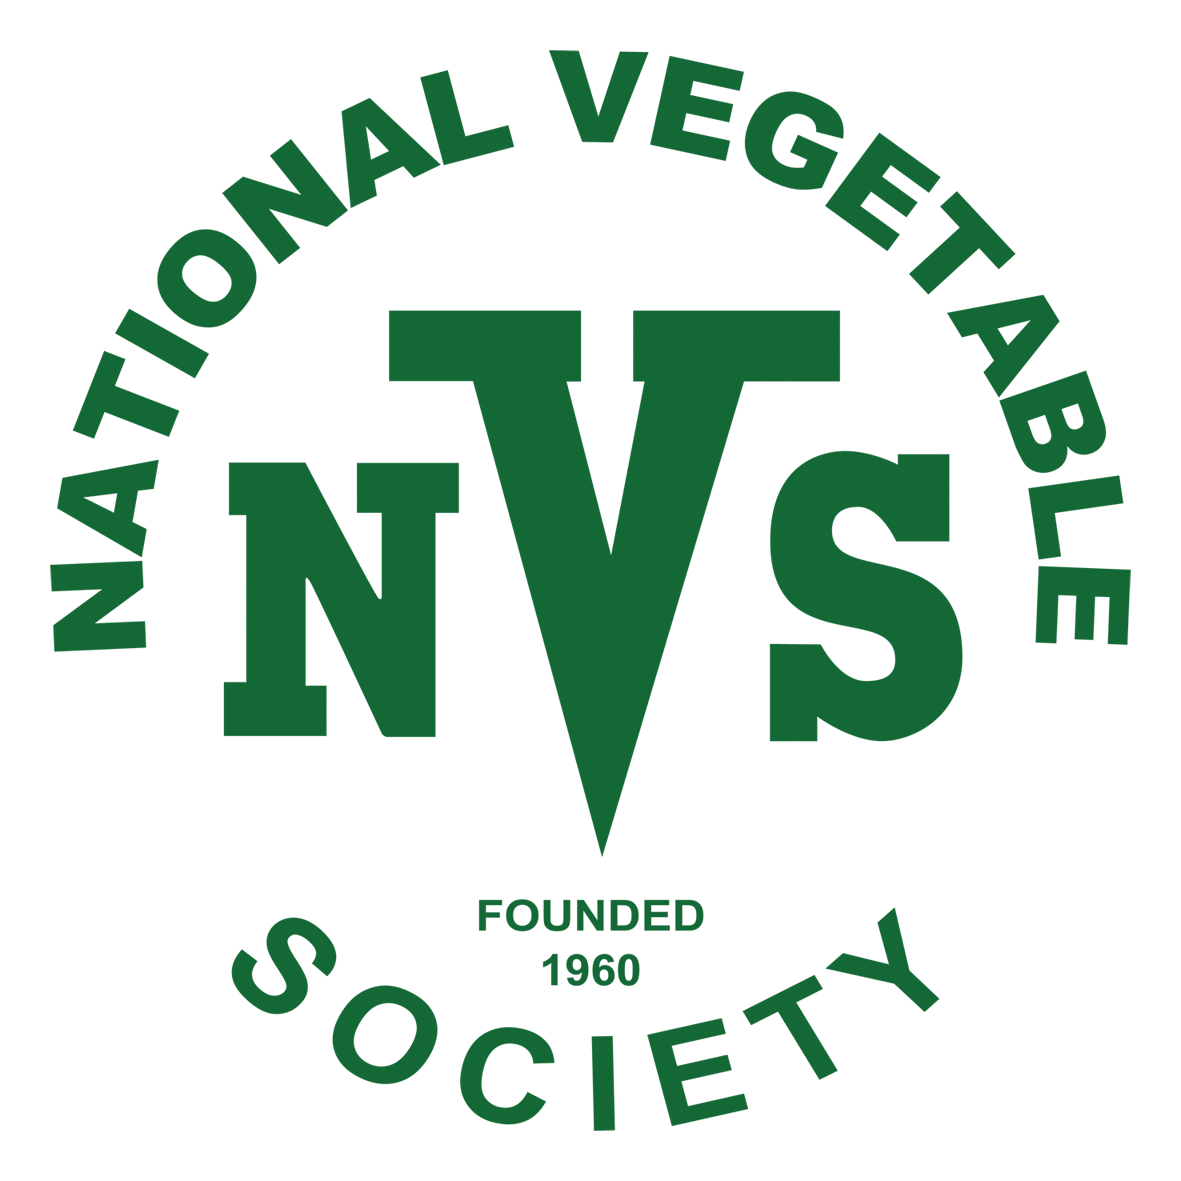 NATIONAL VEGETABLE
NVS
FOUNDED
1960
SOCIETY